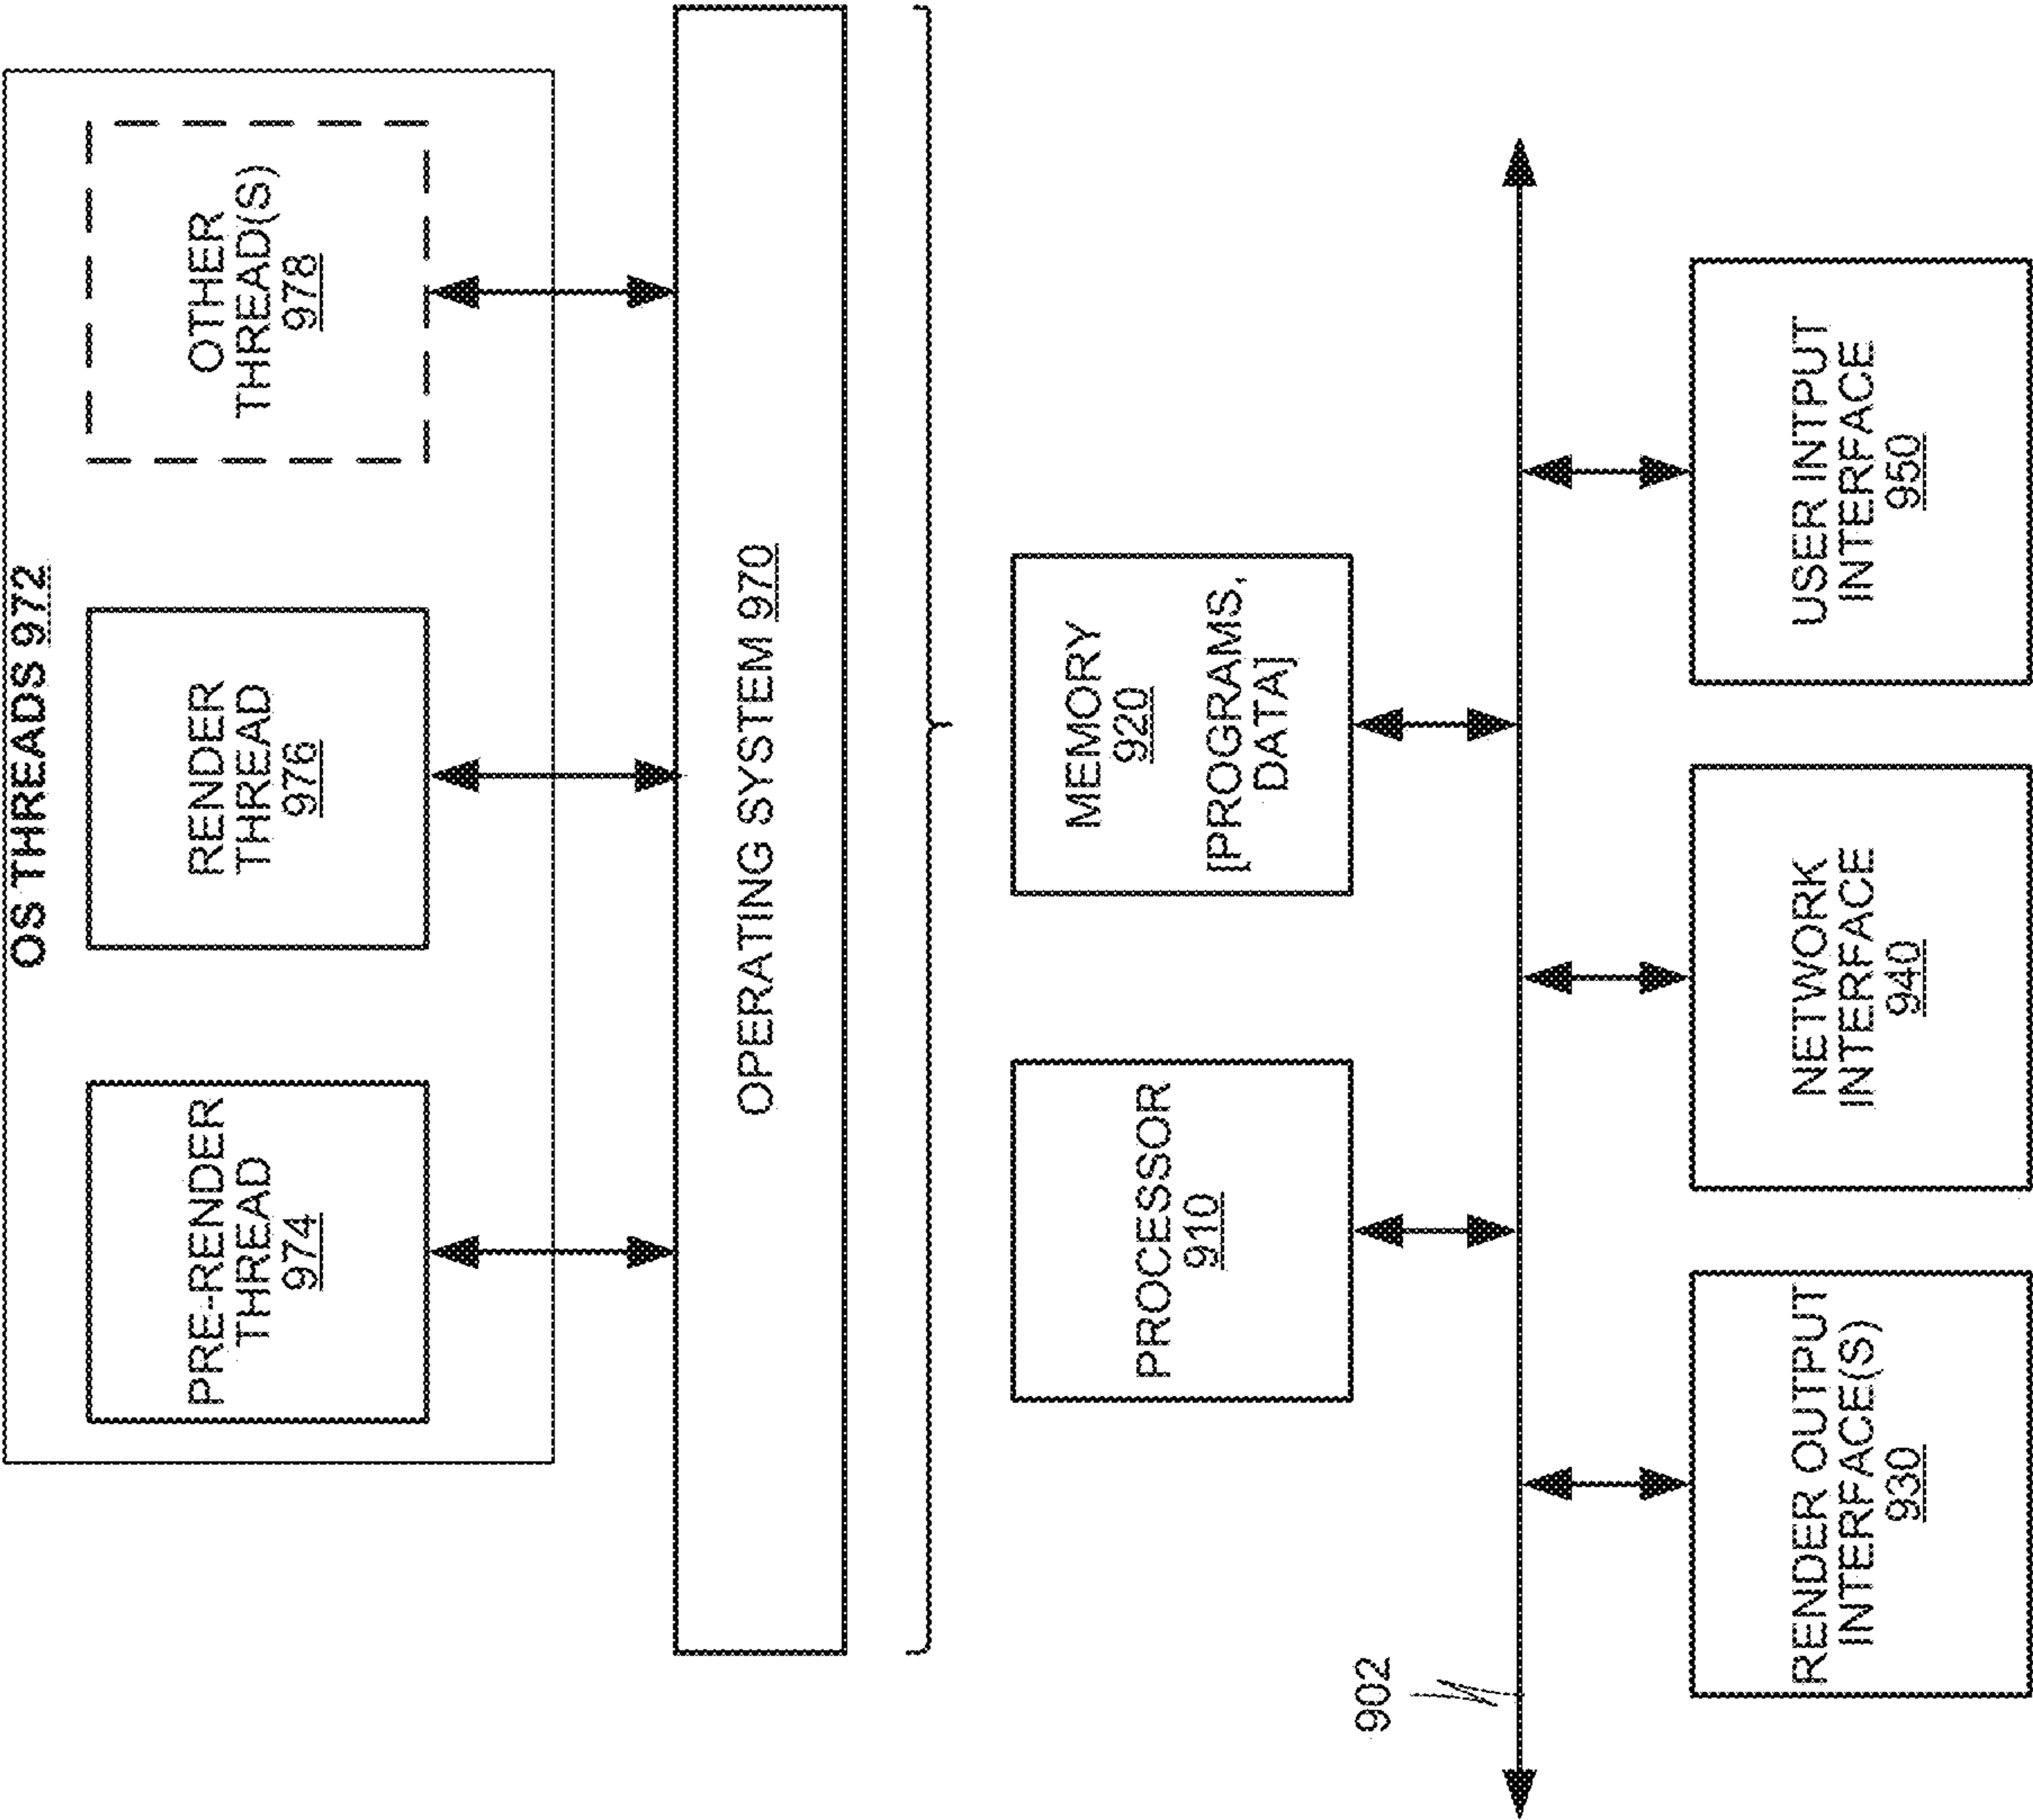 OS THREADS 972
PRE-RENDER
THREAD
974
RENDER
THREAD
976
OTHER
THREAD(S)
978
OPERATING SYSTEM 970
PROCESSOR
910
MEMORY
920
[PROGRAMS,
DATA]
902
RENDER OUTPUT
INTERFACE(S)
930
NETWORK
INTERFACE
940
USER INTPUT
INTERFACE
950